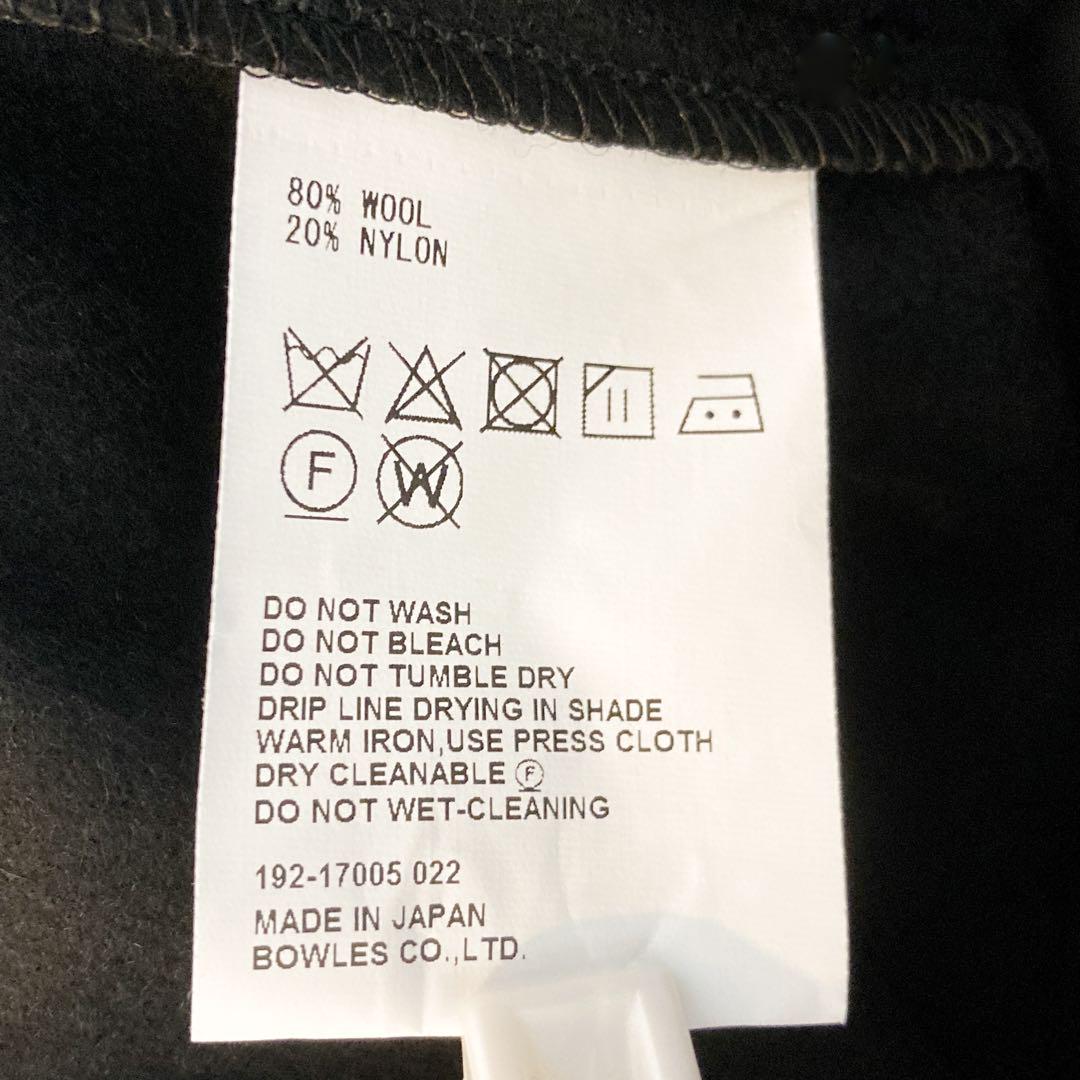 80% WOOL
20% NYLON
F
W
DO NOT WASH
DO NOT BLEACH
DO NOT TUMBLE DRY
DRIP LINE DRYING IN SHADE
WARM IRON,USE PRESS CLOTH
DRY CLEANABLE Ⓕ
DO NOT WET-CLEANING
192-17005 022
MADE IN JAPAN
BOWLES CO.,LTD.